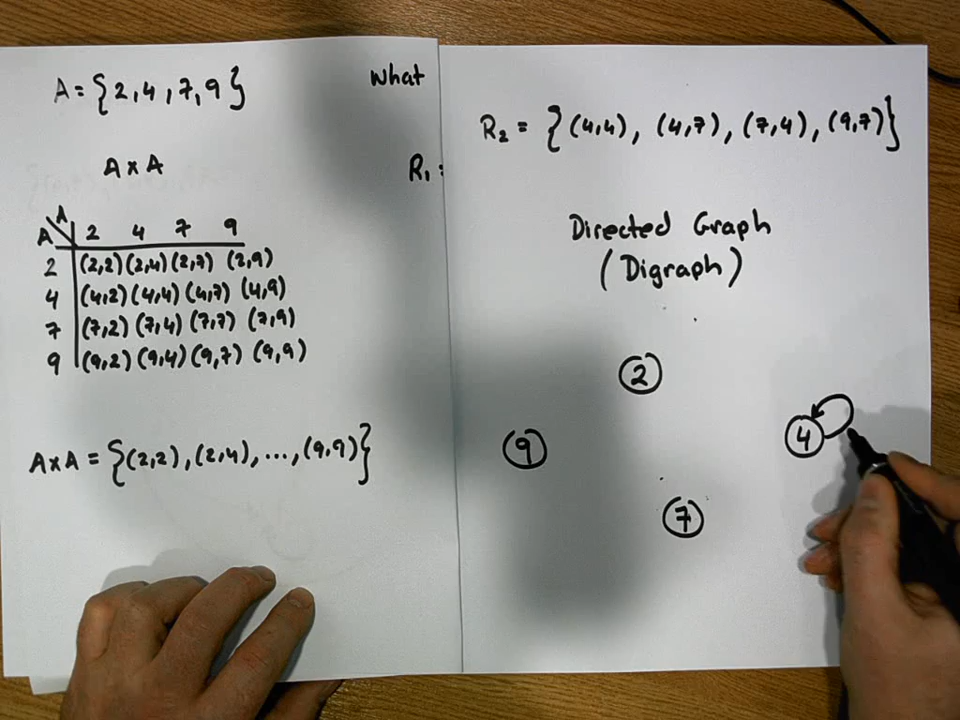 A = {2,4,7,9}
A x A
A
A 2 4 7 9
2 (2,2) (2,4) (2,7) (2,9)
4 (4,2) (4,4) (4,7) (4,9)
7 (7,2) (7,4) (7,7) (7,9)
9 (9,2) (9,4) (9,7) (9,9)
AxA = {(2,2), (2,4), ..., (9,9)}
What
R₁ =
R₂ = {(4,4), (4,7), (7,4), (9,7)}
Directed Graph
(Digraph)
2
9
4
7